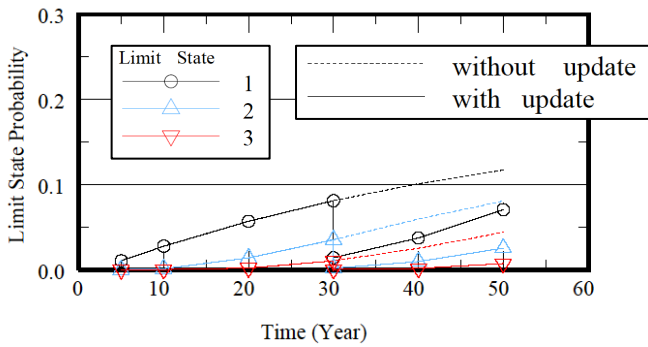 0.3
Limit State
1
2
3
without update
with update
0.2
0.1
0.0
0
10
20
30
40
50
60
Limit State Probability
Time (Year)